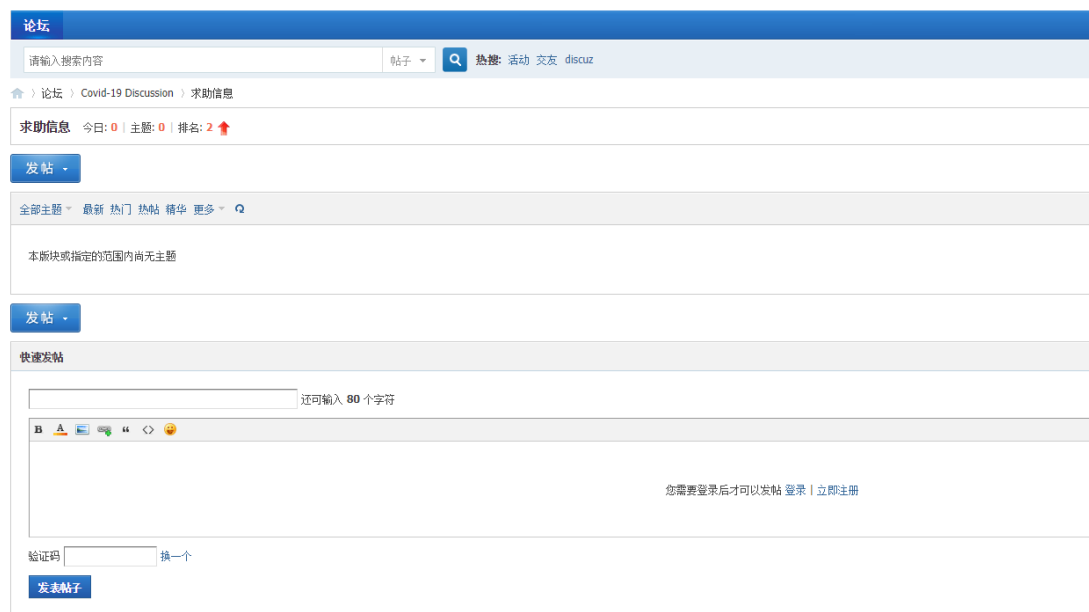 论坛
请输入搜索内容 帖子 热搜: 活动 交友 discuz
论坛 Covid-19 Discussion 求助信息
求助信息 今日: 0 | 主题: 0 | 排名: 2
发帖
全部主题 最新 热门 热帖 精华 更多
本版块或指定的范围内尚无主题
发帖
快速发帖
还可输入 80 个字符
B A “ <>
您需要登录后才可以发帖 登录 | 立即注册
验证码 换一个
发表帖子